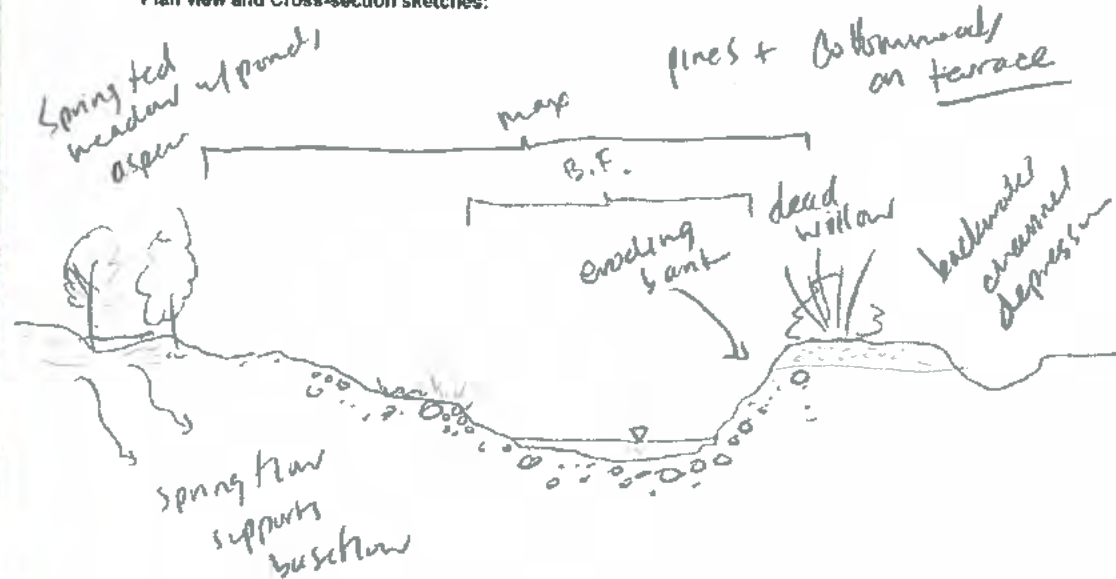 Plan view and Cross-section sketches:
Spring fed
meadow w/ ponds
aspen
max
B.F.
pines + Cottonwoods
on terrace
eroding
bank
dead
willow
backwater
channel
depression
spring flow
supports
baseflow